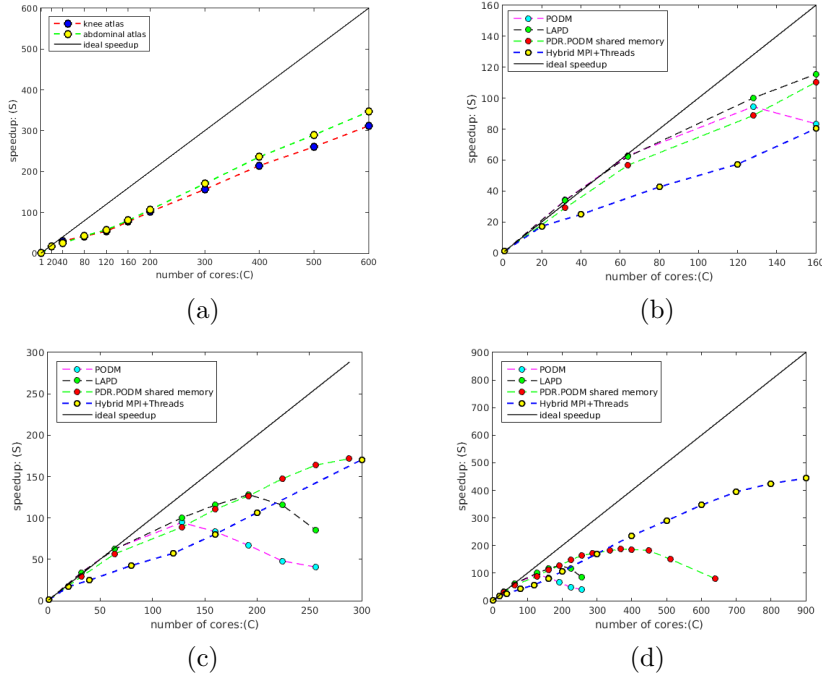 600
500
400
300
200
100
0
speedup: (S)
knee atlas
abdominal atlas
ideal speedup
1 20 40 80 120 160 200 300 400 500 600
number of cores:(C)
(a)
160
140
120
100
80
60
40
20
0
speedup: (S)
PODM
LAPD
PDR.PODM shared memory
Hybrid MPI+Threads
ideal speedup
0 20 40 60 80 100 120 140 160
number of cores:(C)
(b)
300
250
200
150
100
50
0
speedup: (S)
PODM
LAPD
PDR.PODM shared memory
Hybrid MPI+Threads
ideal speedup
0 50 100 150 200 250 300
number of cores:(C)
(c)
900
800
700
600
500
400
300
200
100
0
speedup: (S)
PODM
LAPD
PDR.PODM shared memory
Hybrid MPI+Threads
ideal speedup
0 100 200 300 400 500 600 700 800 900
number of cores:(C)
(d)